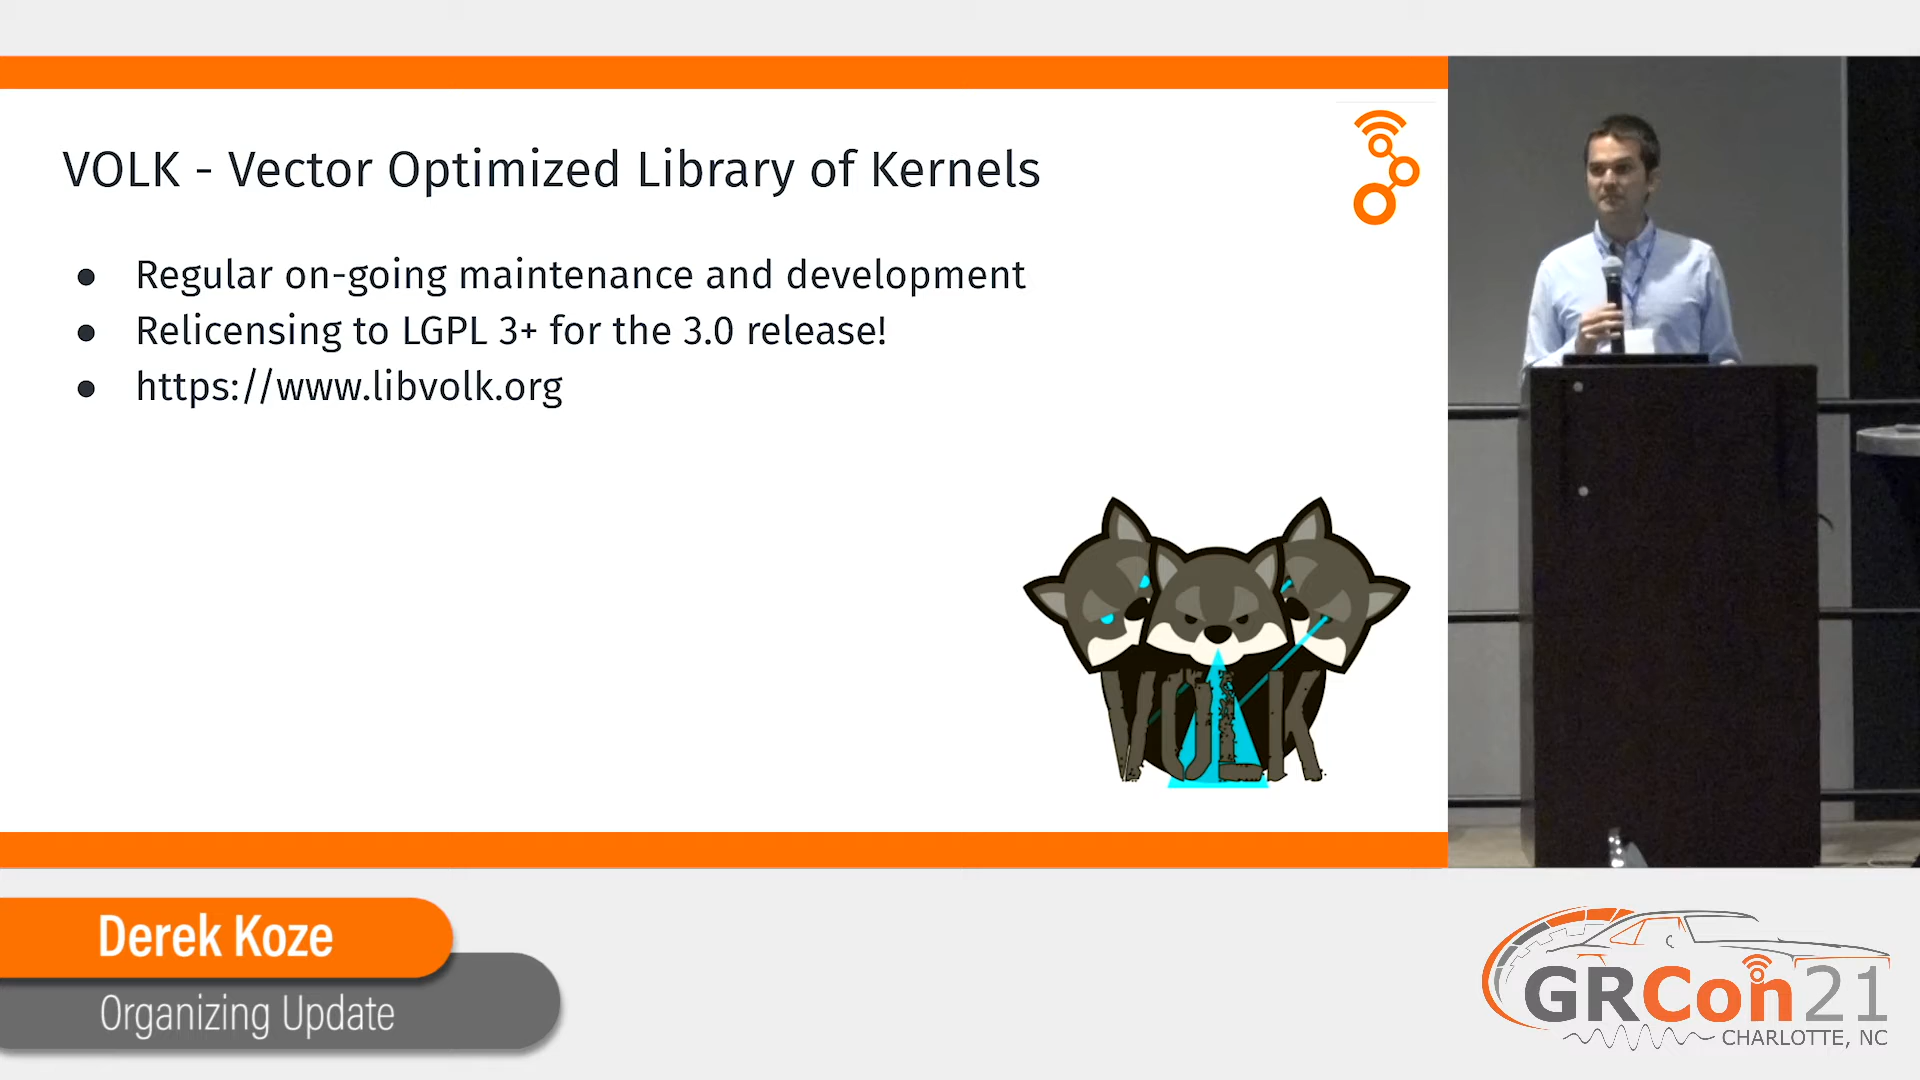 VOLK - Vector Optimized Library of Kernels
● Regular on-going maintenance and development
● Relicensing to LGPL 3+ for the 3.0 release!
● https://www.libvolk.org
VOLK
Derek Koze
Organizing Update
GRCon21
CHARLOTTE, NC